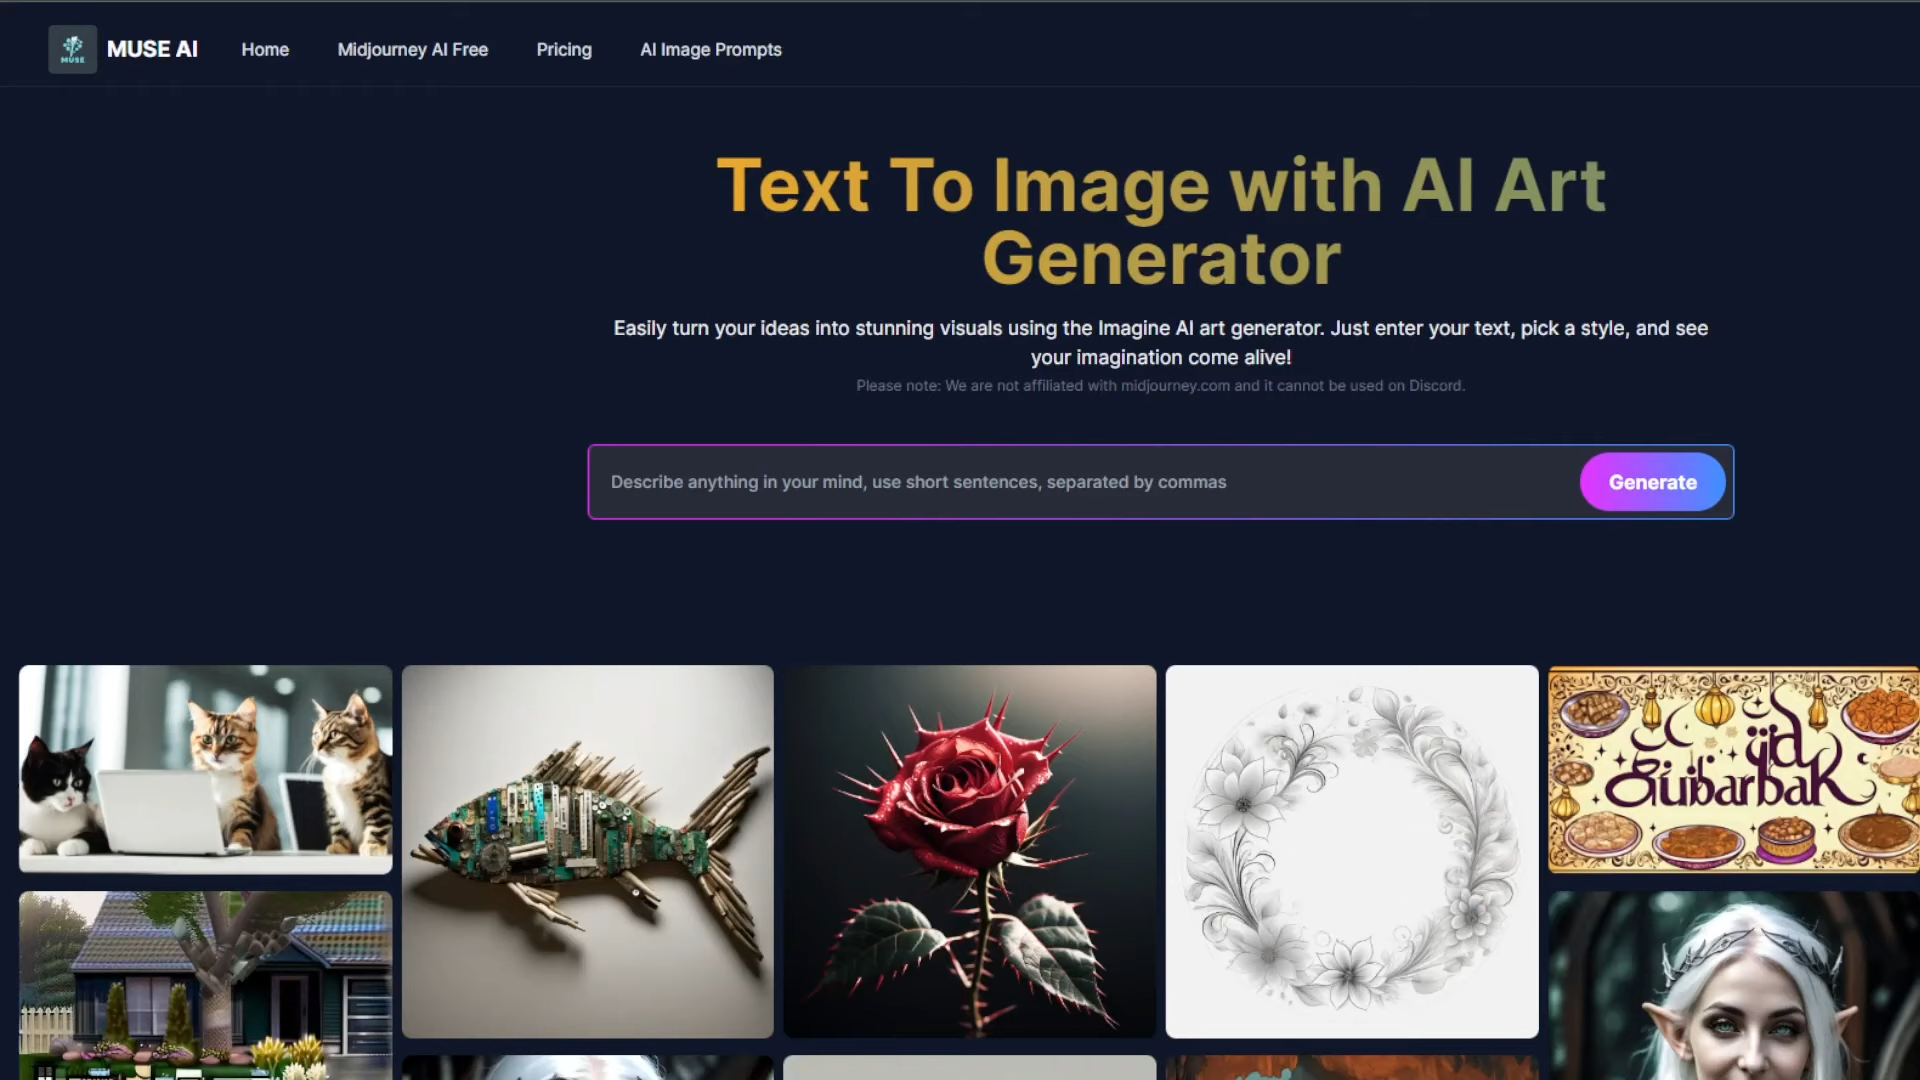 MUSE
MUSE AI
Home
Midjourney AI Free
Pricing
AI Image Prompts
Text To Image with AI Art
Generator
Easily turn your ideas into stunning visuals using the Imagine AI art generator. Just enter your text, pick a style, and see
your imagination come alive!
Please note: We are not affiliated with midjourney.com and it cannot be used on Discord.
Describe anything in your mind, use short sentences, separated by commas
Generate